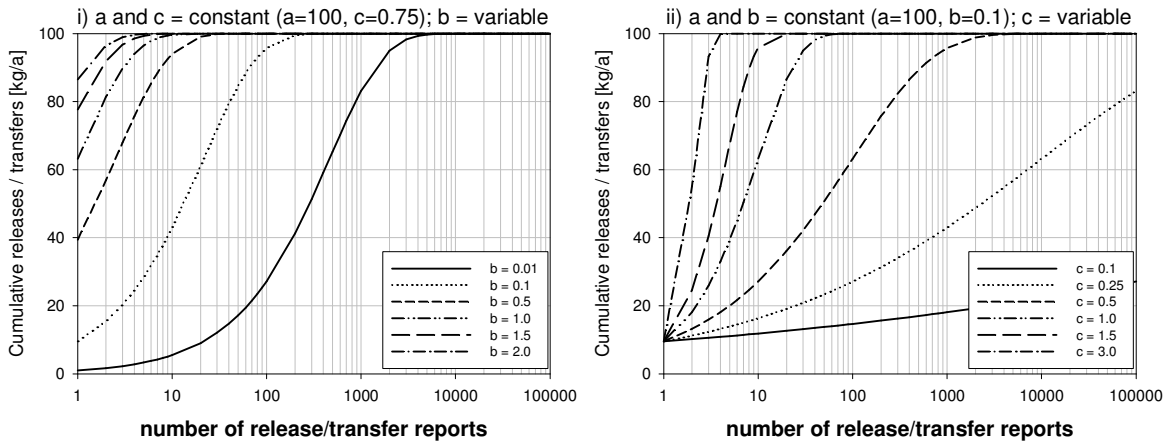 i) a and c = constant (a=100, c=0.75); b = variable
Cumulative releases / transfers [kg/a]
100
80
60
40
20
0
b = 0.01
b = 0.1
b = 0.5
b = 1.0
b = 1.5
b = 2.0
1 10 100 1000 10000 100000
number of release/transfer reports
ii) a and b = constant (a=100, b=0.1); c = variable
Cumulative releases / transfers [kg/a]
100
80
60
40
20
0
c = 0.1
c = 0.25
c = 0.5
c = 1.0
c = 1.5
c = 3.0
1 10 100 1000 10000 100000
number of release/transfer reports